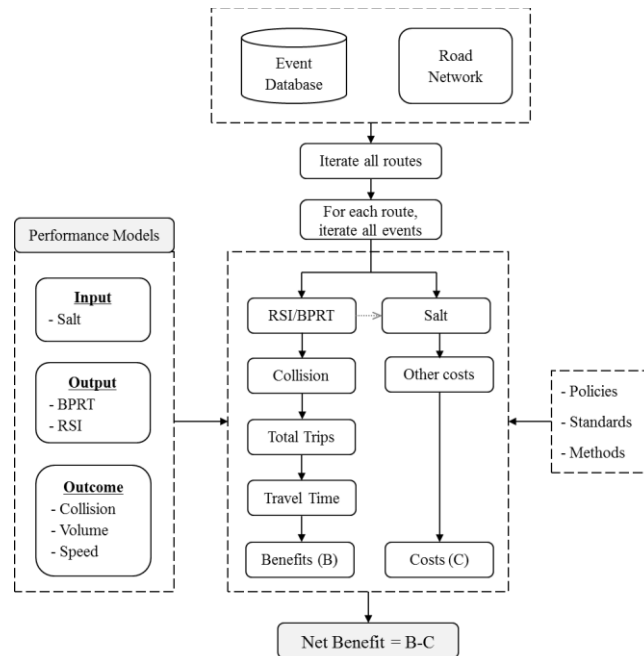 Event
Database
Road
Network
Iterate all routes
For each route,
iterate all events
Performance Models
Input
- Salt
Output
- BPRT
- RSI
Outcome
- Collision
- Volume
- Speed
RSI/BPRT
Salt
Collision
Other costs
Total Trips
Travel Time
Benefits (B)
Costs (C)
- Policies
- Standards
- Methods
Net Benefit = B-C